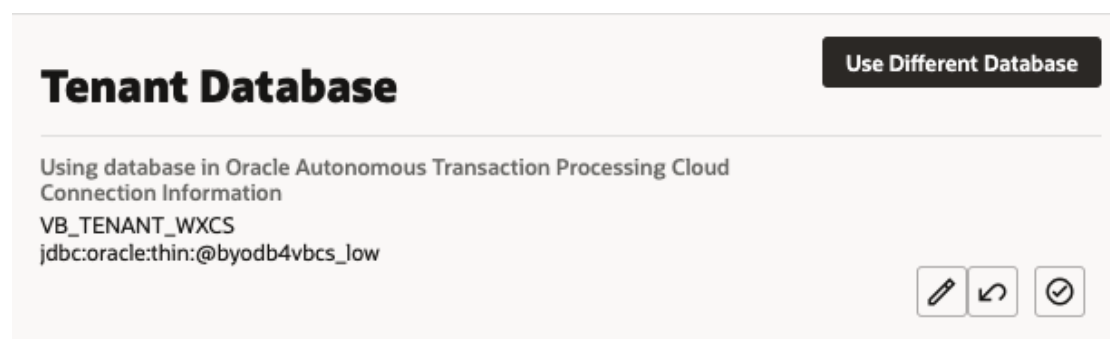 Use Different Database
Tenant Database
Using database in Oracle Autonomous Transaction Processing Cloud
Connection Information
VB_TENANT_WXCS
jdbc:oracle:thin:@byodb4vbcs_low